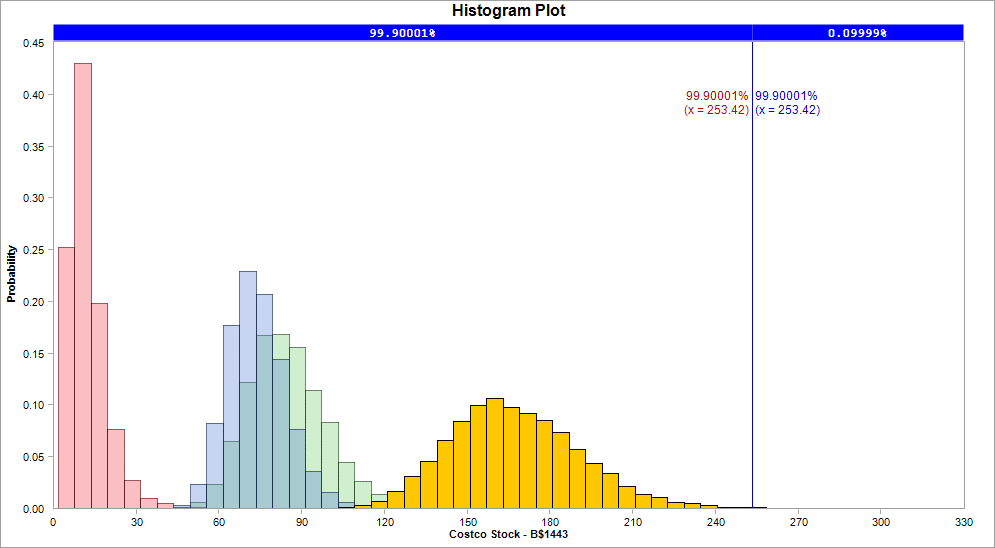 Histogram Plot
99.90001% 0.09999%
0.45
0.40
0.35
0.30
0.25
0.20
0.15
0.10
0.05
0.00
Probability
99.90001% 99.90001%
(x = 253.42) (x = 253.42)
0 30 60 90 120 150 180 210 240 270 300 330
Costco Stock - B$1443